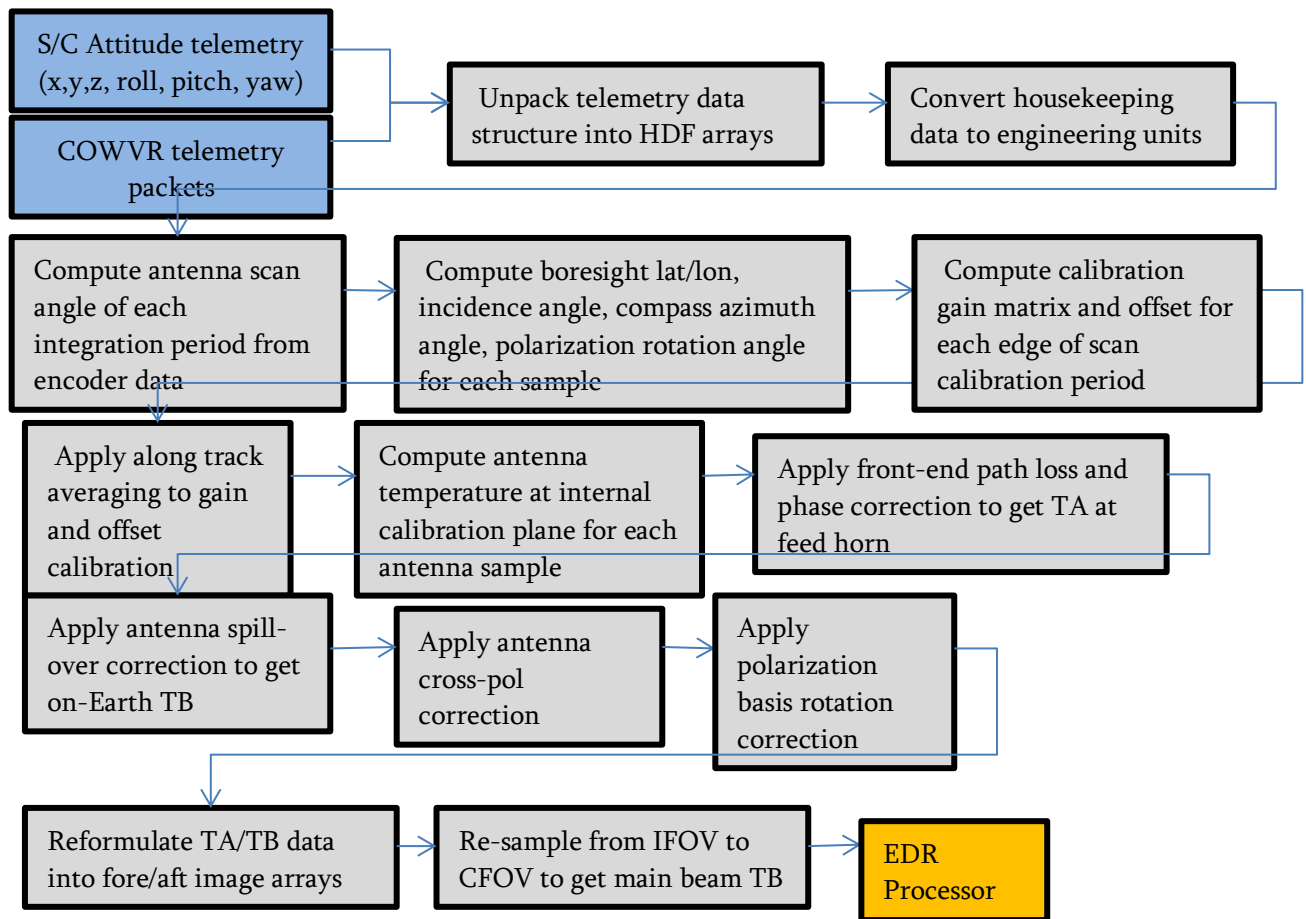 S/C Attitude telemetry
(x,y,z, roll, pitch, yaw)
COWVR telemetry
packets
Unpack telemetry data
structure into HDF arrays
Convert housekeeping
data to engineering units
Compute antenna scan
angle of each
integration period from
encoder data
Compute boresight lat/lon,
incidence angle, compass azimuth
angle, polarization rotation angle
for each sample
Compute calibration
gain matrix and offset for
each edge of scan
calibration period
Apply along track
averaging to gain
and offset
calibration
Compute antenna
temperature at internal
calibration plane for each
antenna sample
Apply front-end path loss and
phase correction to get TA at
feed horn
Apply antenna spill-
over correction to get
on-Earth TB
Apply antenna
cross-pol
correction
Apply
polarization
basis rotation
correction
Reformulate TA/TB data
into fore/aft image arrays
Re-sample from IFOV to
CFOV to get main beam TB
EDR
Processor